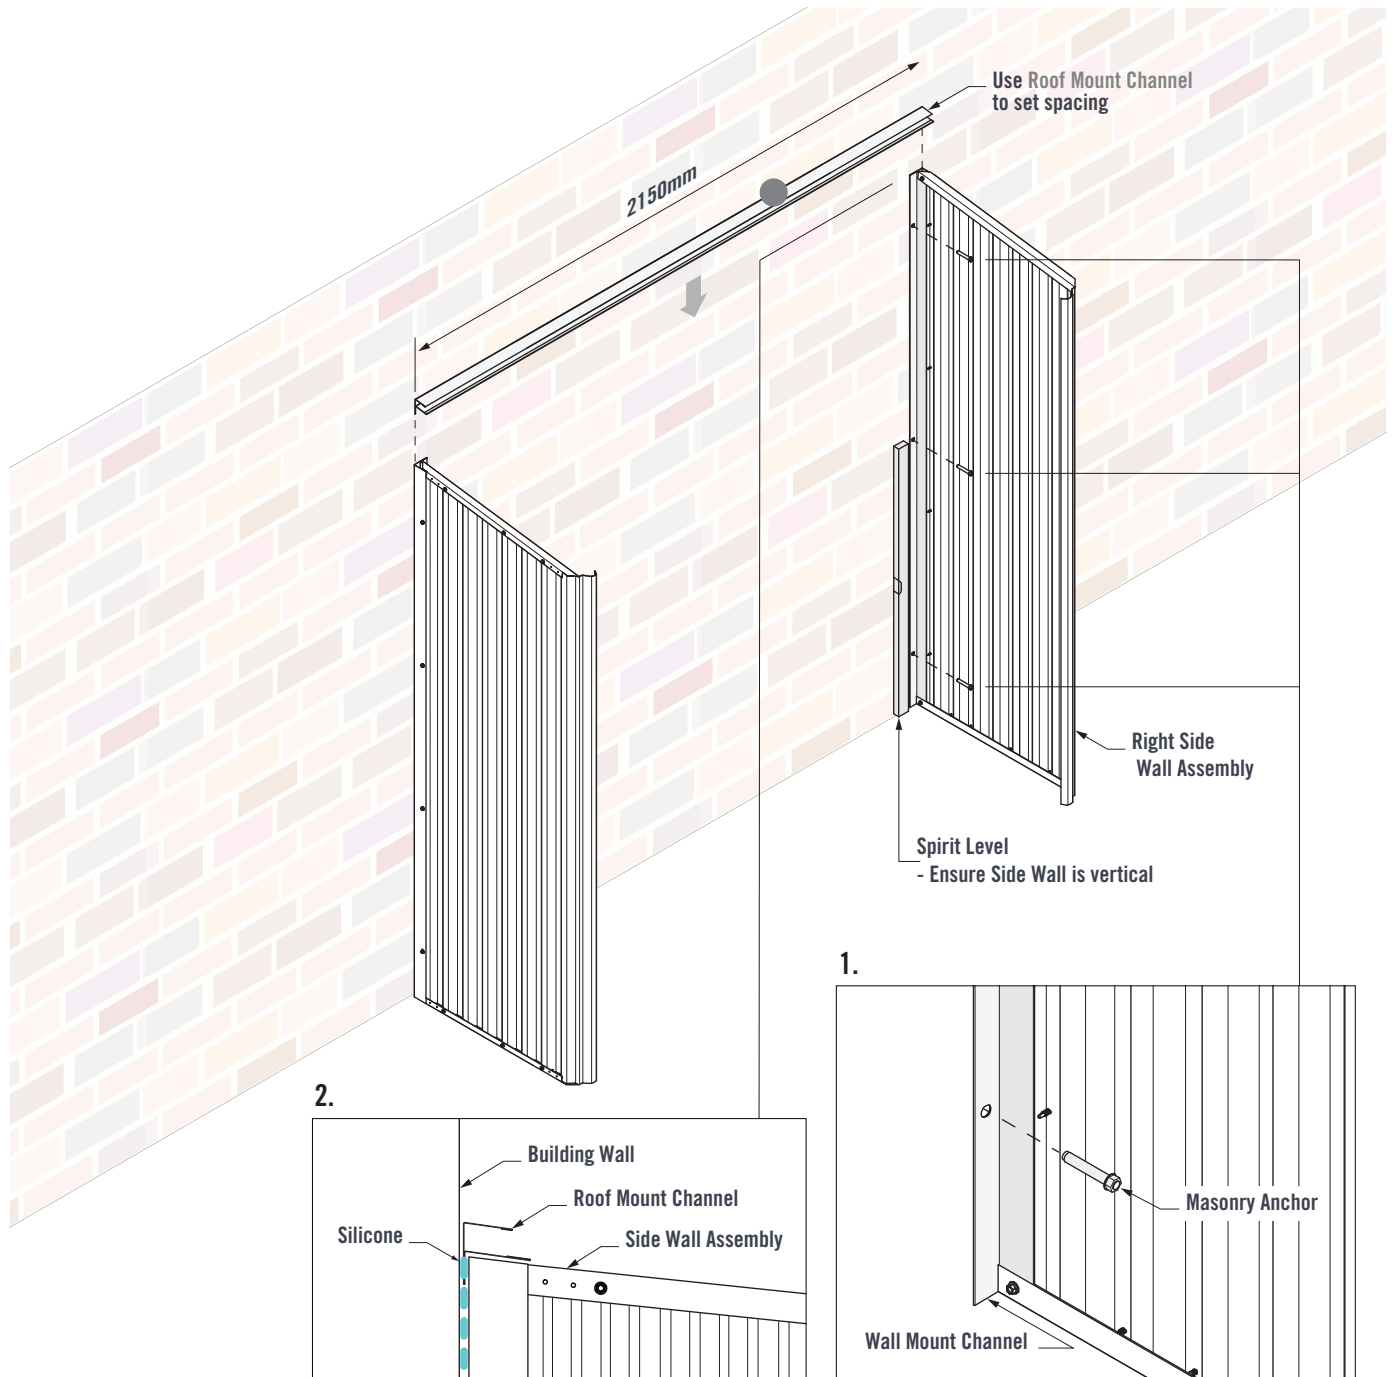 Use Roof Mount Channel
to set spacing
2150mm
Right Side
Wall Assembly
Spirit Level
- Ensure Side Wall is vertical
1.
2.
Building Wall
Roof Mount Channel
Silicone
Side Wall Assembly
Masonry Anchor
Wall Mount Channel